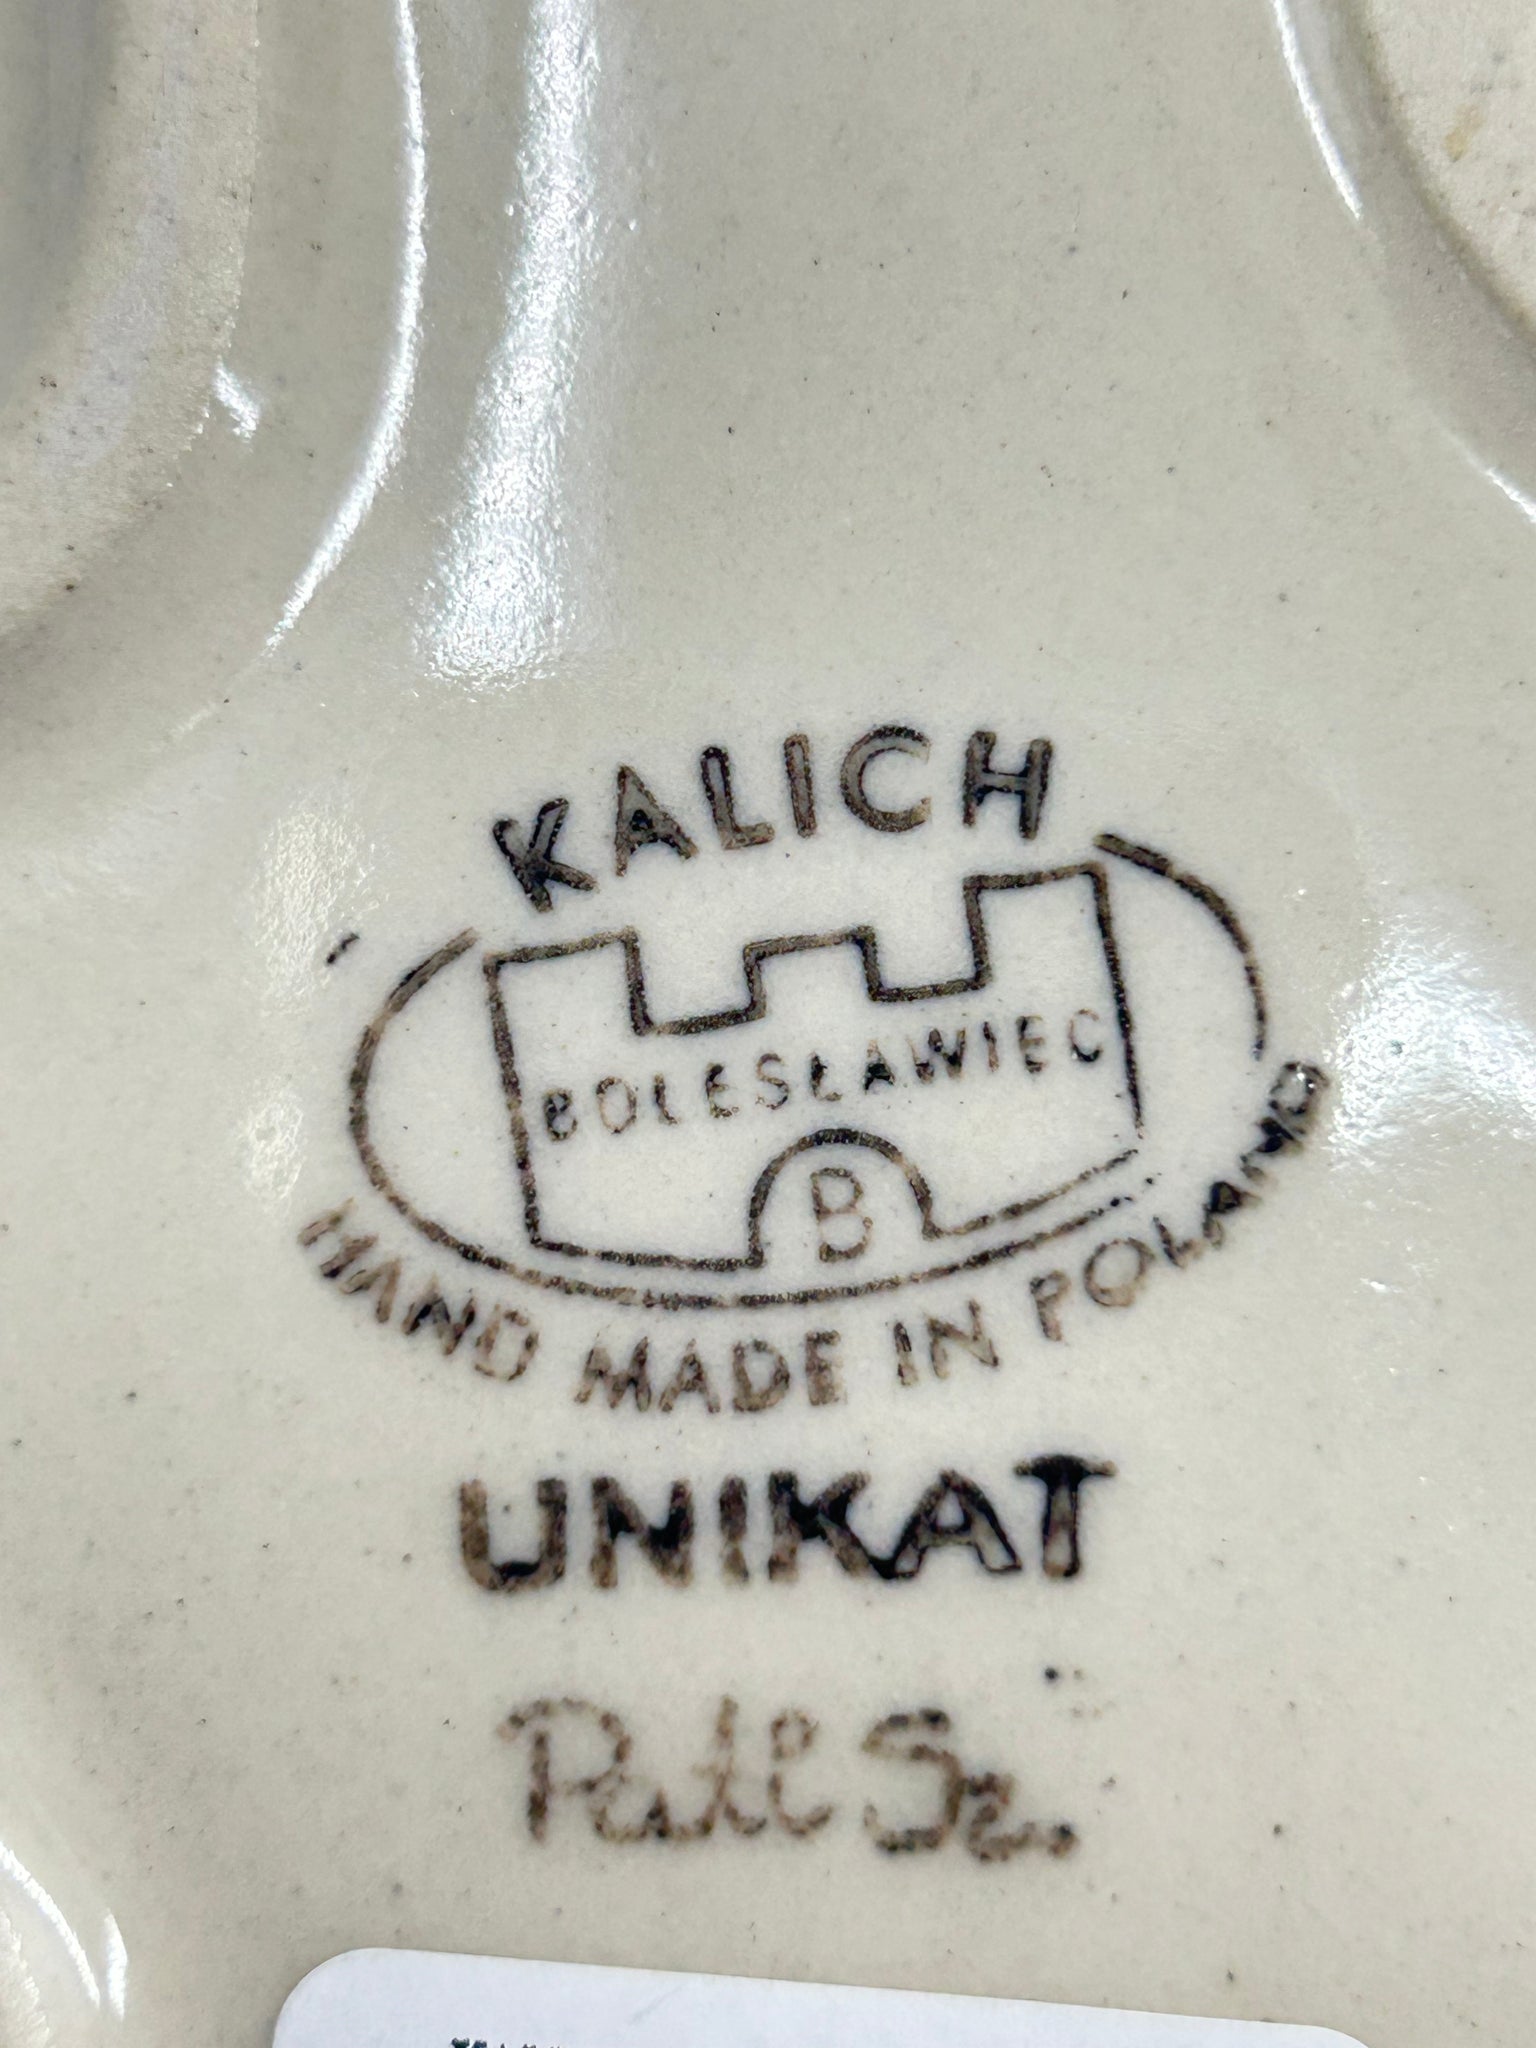 KALICH
BOLESŁAWIEC
B
HAND MADE IN POLAND
UNIKAT